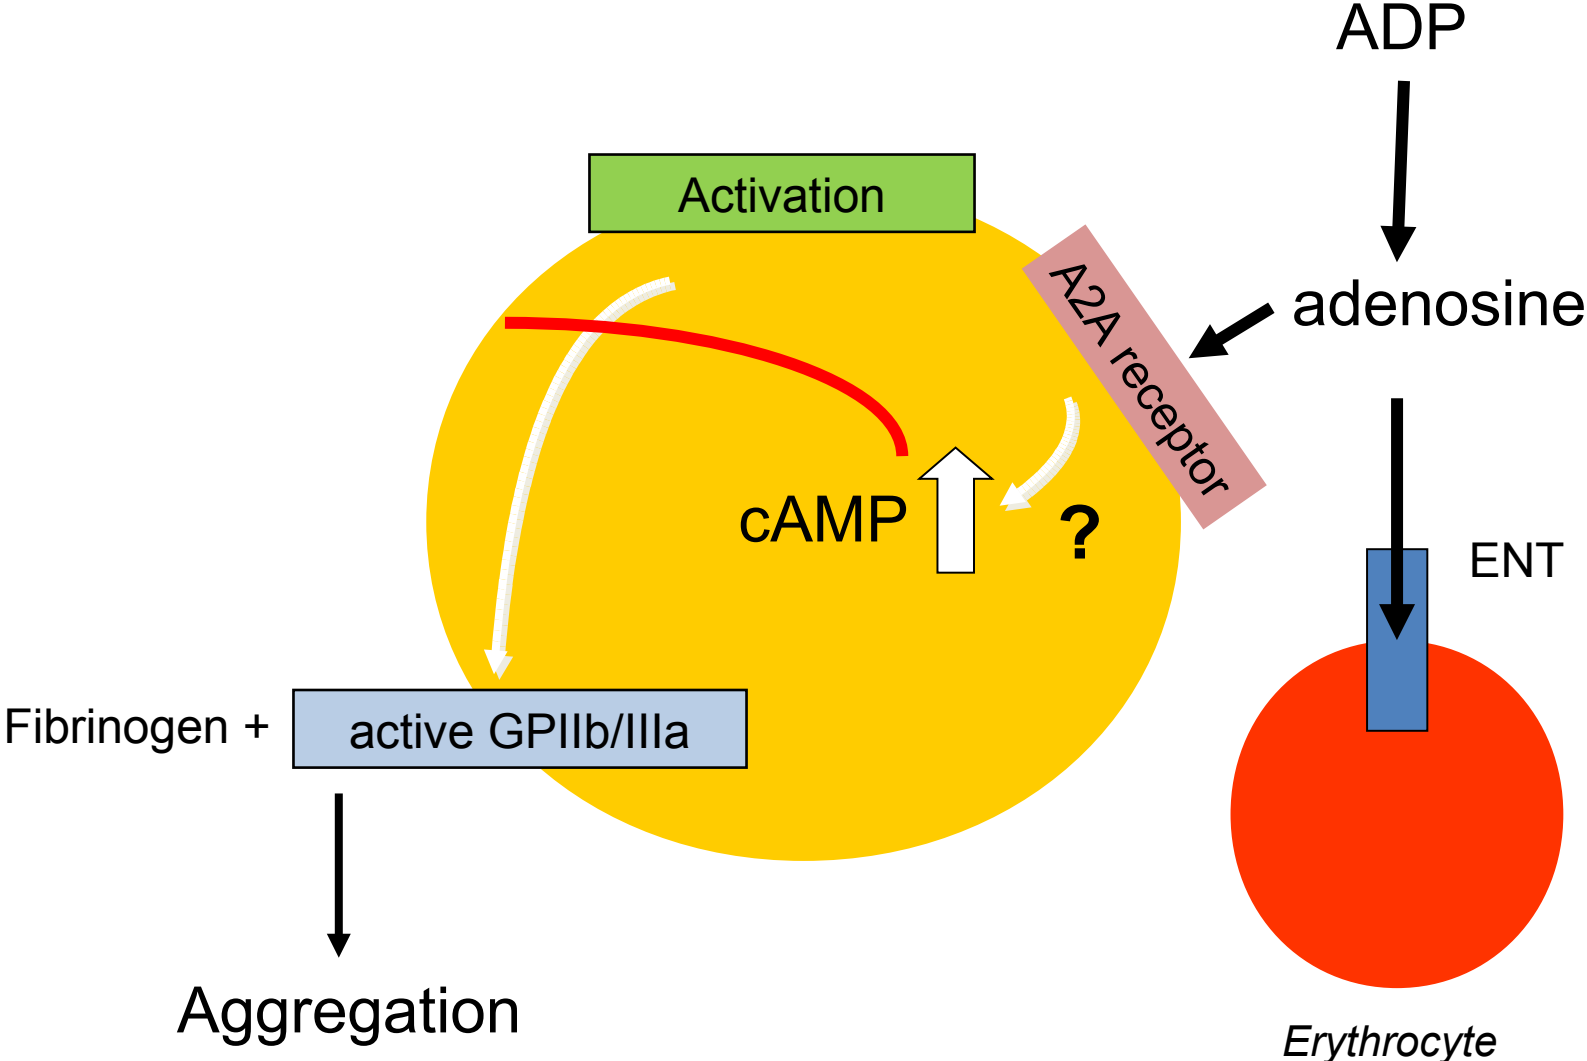 ADP
Activation
A2A receptor
adenosine
cAMP
?
ENT
Fibrinogen +
active GPIIb/IIIa
Aggregation
Erythrocyte